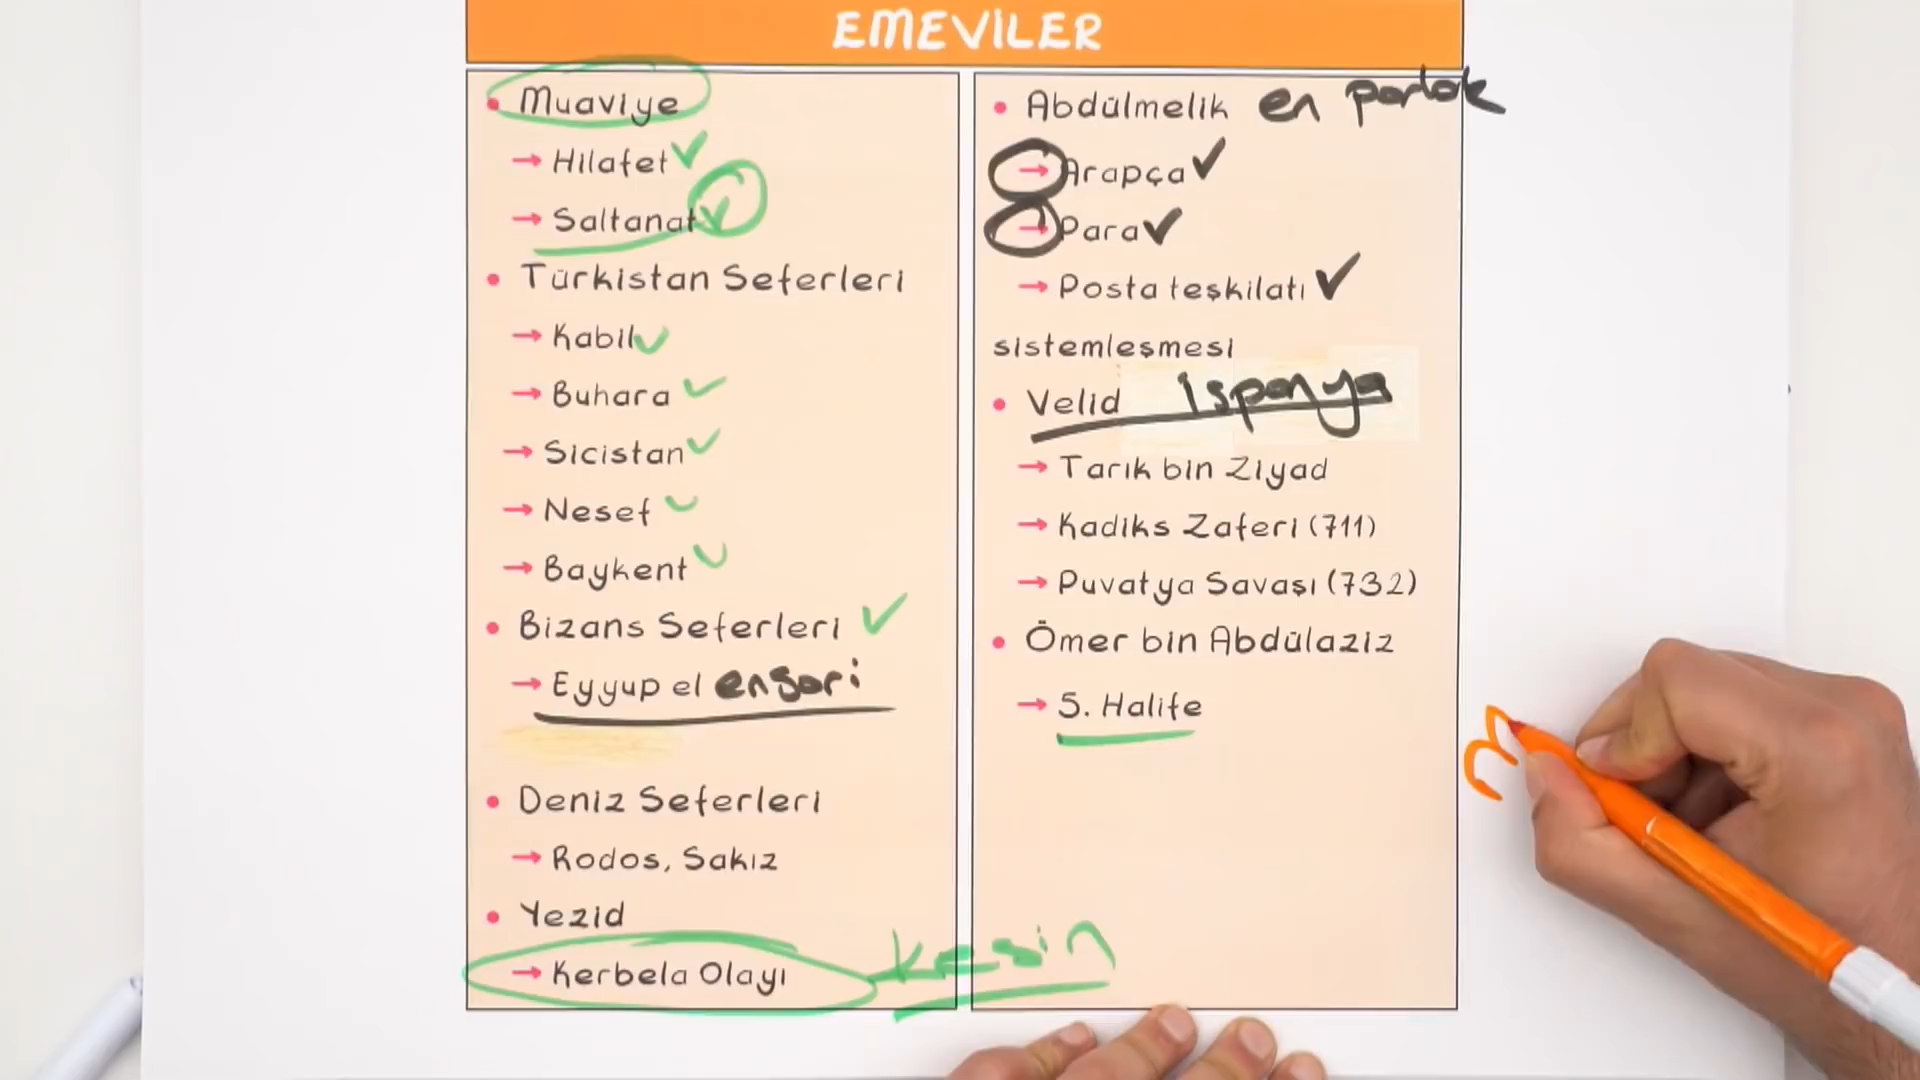 EMEVİLER
• Muaviye
→ Hilafet ✓
→ Saltanat ✓
• Türkistan Seferleri
→ Kabil ✓
→ Buhara ✓
→ Sicistan ✓
→ Nesef ✓
→ Baykent ✓
• Bizans Seferleri ✓
→ Eyyup el ensari
• Deniz Seferleri
→ Rodos, Sakız
• Yezid
→ Kerbela Olayı kesin
• Abdülmelik en parlak
→ Arapça ✓
→ Para ✓
→ Posta teşkilatı ✓
sistemleşmesi
• Velid İspanya
→ Tarık bin Ziyad
→ Kadiks Zaferi (711)
→ Puvatya Savaşı (732)
• Ömer bin Abdülaziz
→ 5. Halife